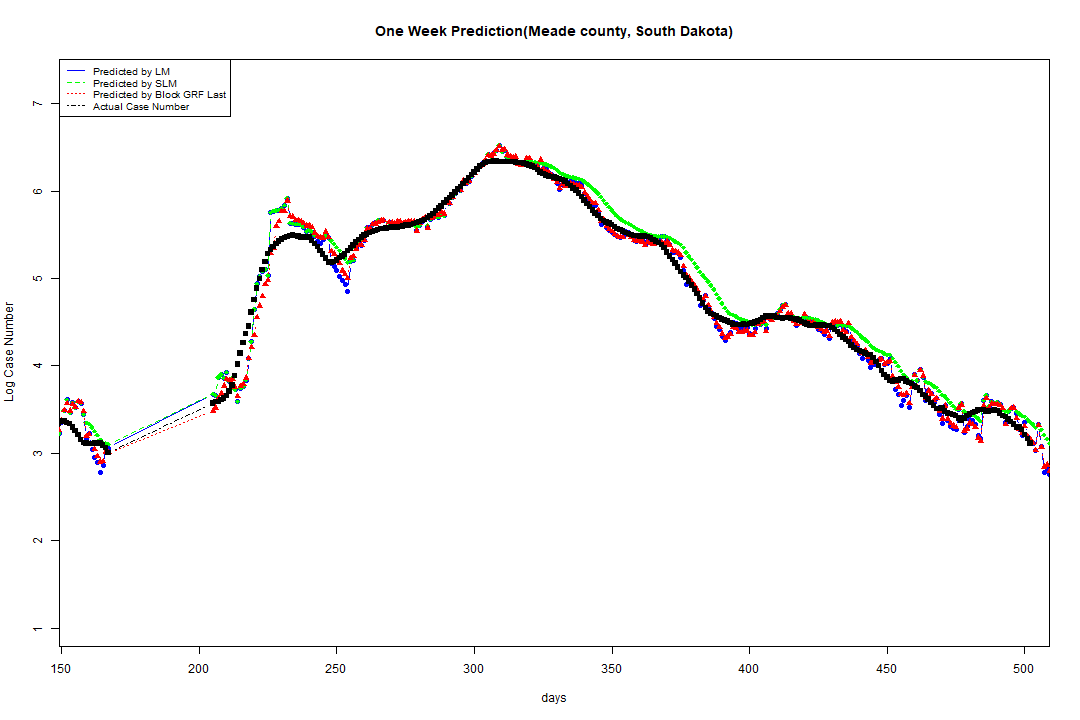 One Week Prediction(Meade county, South Dakota)
Predicted by LM
Predicted by SLM
Predicted by Block GRF Last
Actual Case Number
7
6
5
4
3
2
1
Log Case Number
150 200 250 300 350 400 450 500
days